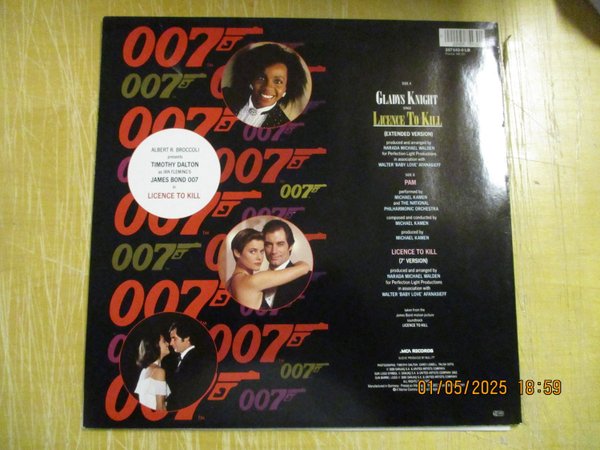 007
007
007
007
007
007
007
007
007
007
007
ALBERT R. BROCCOLI
presents
TIMOTHY DALTON
as IAN FLEMING'S
JAMES BOND 007
in
LICENCE TO KILL
SIDE A
GLADYS KNIGHT
sings
LICENCE TO KILL
(EXTENDED VERSION)
produced and arranged by
NARADA MICHAEL WALDEN
for Perfection Light Productions
in association with
WALTER 'BABY LOVE' AFANASIEFF
SIDE B
PAM
performed by
MICHAEL KAMEN
and THE NATIONAL
PHILHARMONIC ORCHESTRA
composed and conducted by
MICHAEL KAMEN
produced by
MICHAEL KAMEN
LICENCE TO KILL
(7" VERSION)
produced and arranged by
NARADA MICHAEL WALDEN
for Perfection Light Productions
in association with
WALTER 'BABY LOVE' AFANASIEFF
taken from the
James Bond motion picture
soundtrack
LICENCE TO KILL
MCA RECORDS
01/05/2025 18:59